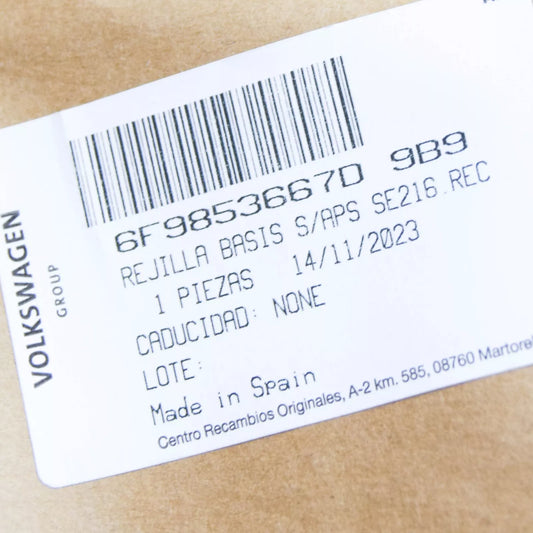 VOLKSWAGEN
GROUP
6F9853667D 9B9
REJILLA BASIS S/APS SE216.REC
1 PIEZAS 14/11/2023
CADUCIDAD: NONE
LOTE:
Made in Spain
Centro Recambios Originales, A-2 km. 585, 08760